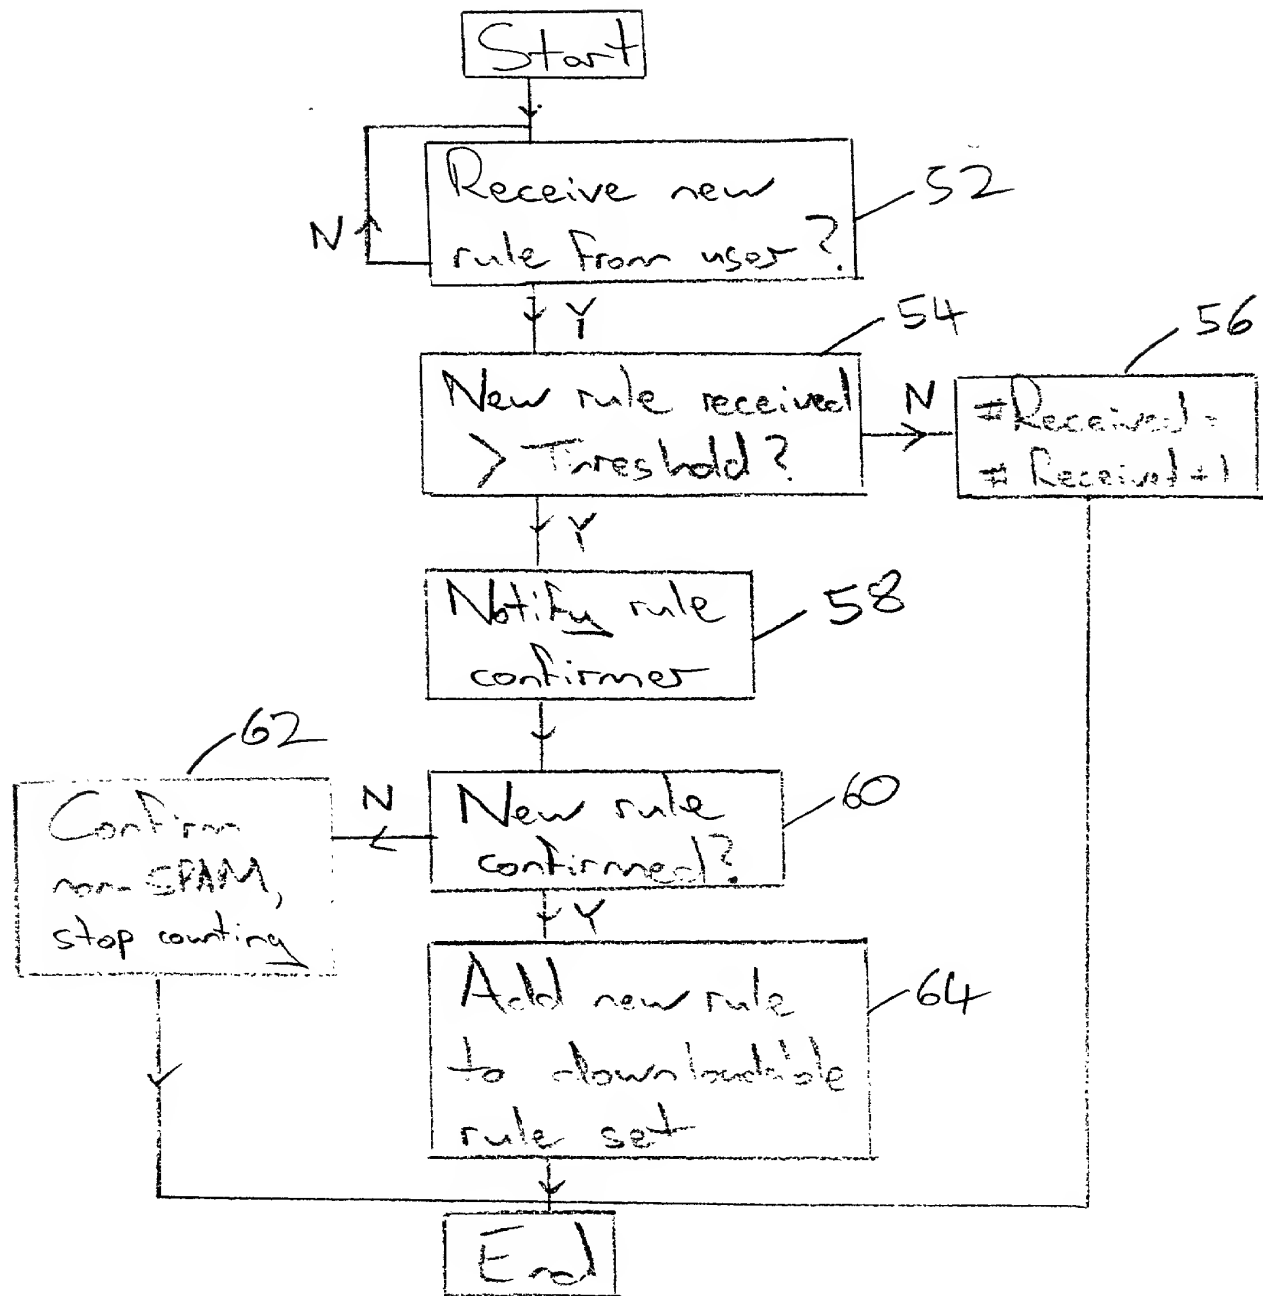 Start
Receive new
rule from user?
52
N
Y
New rule received
> Threshold?
54
N
56
#Received =
# Received + 1
Y
Notify rule
confirmer
58
New rule
confirmed?
60
N
62
Confirm
non-SPAM,
stop counting
Y
Add new rule
to downloadable
rule set
64
End